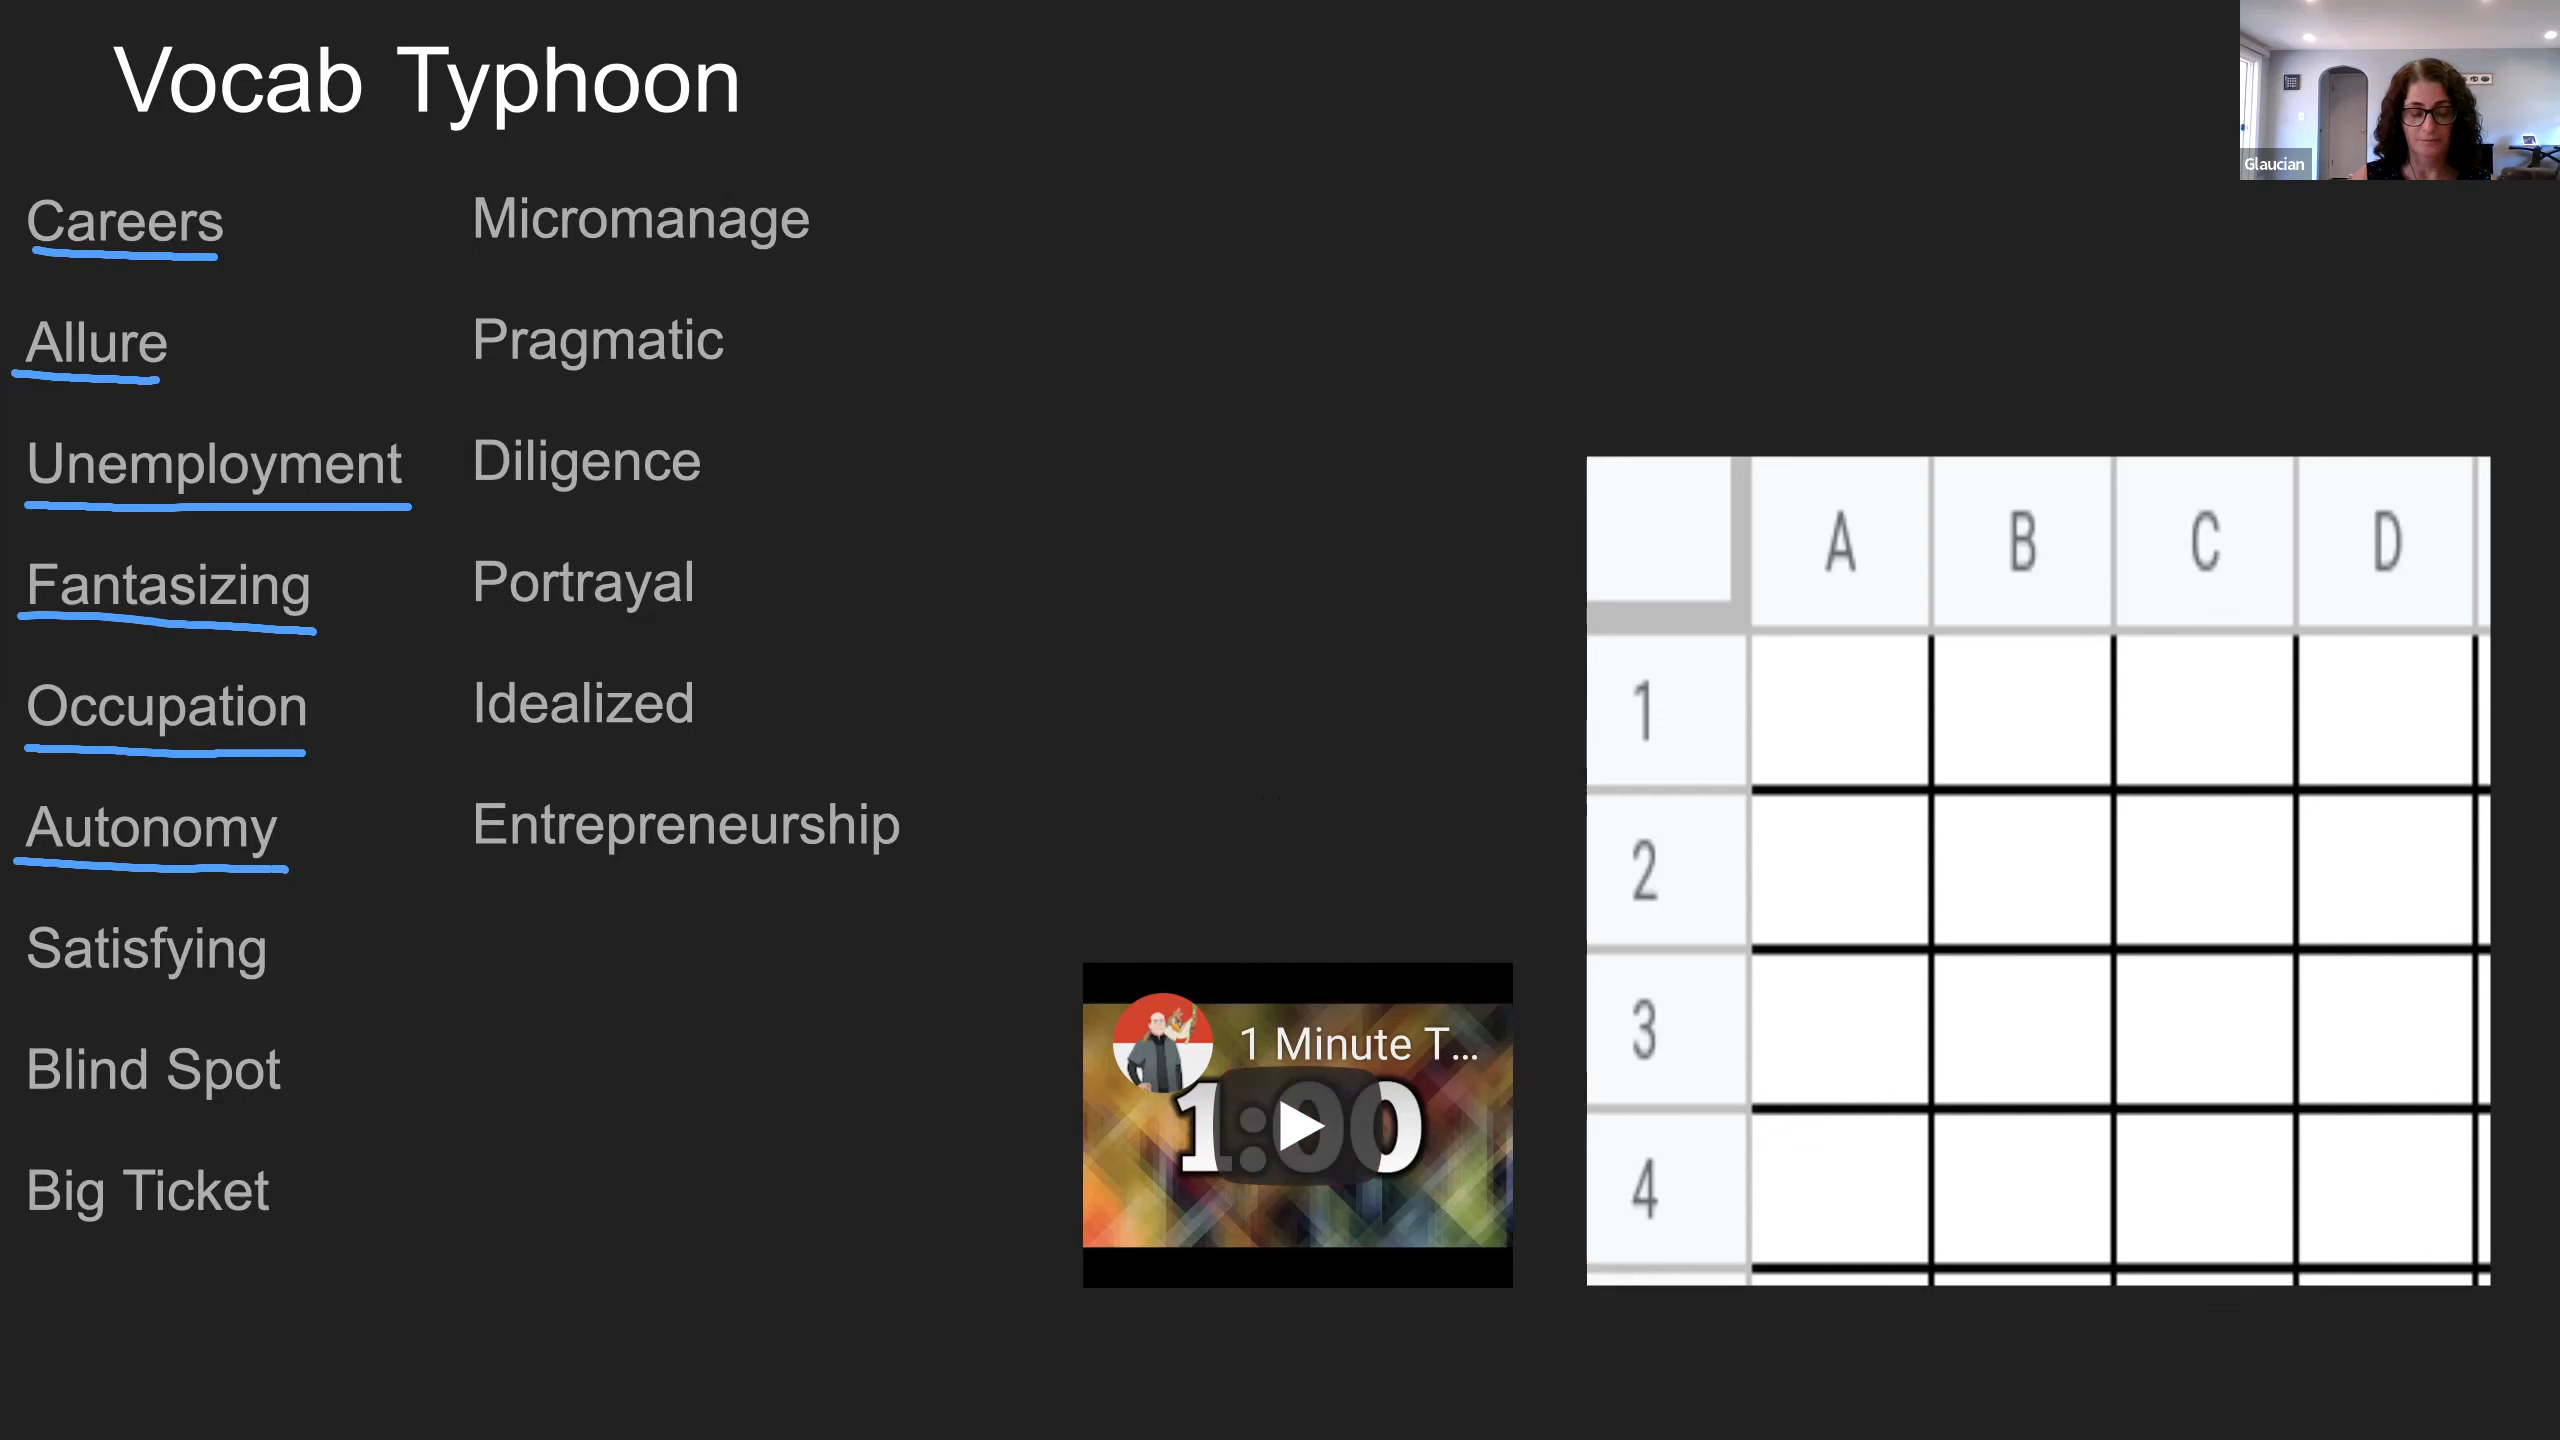 Vocab Typhoon
Glaucian
Careers
Allure
Unemployment
Fantasizing
Occupation
Autonomy
Satisfying
Blind Spot
Big Ticket
Micromanage
Pragmatic
Diligence
Portrayal
Idealized
Entrepreneurship
1 Minute T...
1:00
A B C D
1
2
3
4